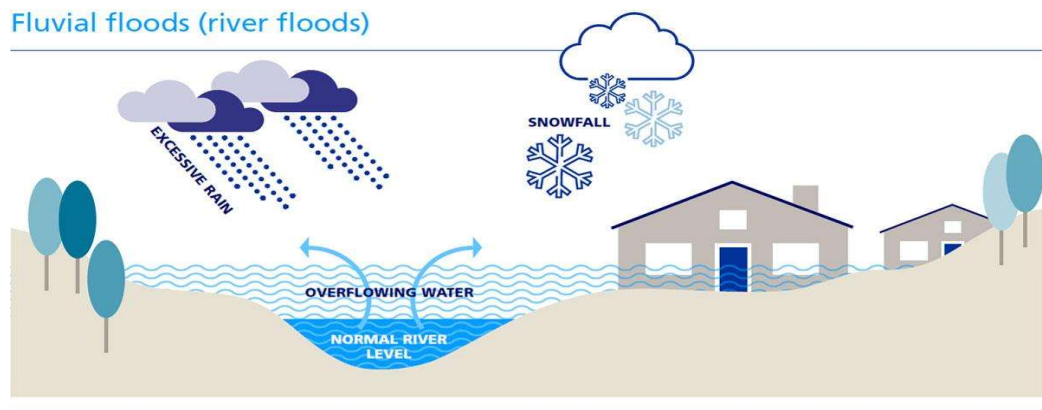 Fluvial floods (river floods)
EXCESSIVE RAIN
SNOWFALL
OVERFLOWING WATER
NORMAL RIVER
LEVEL